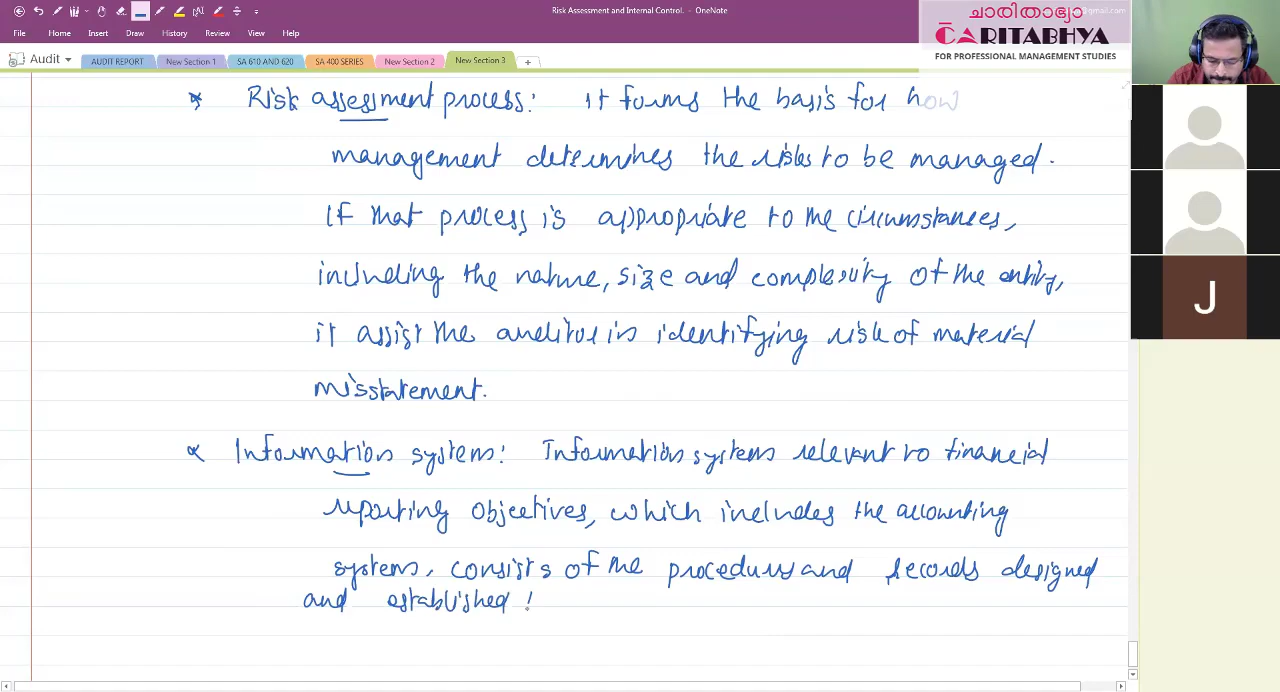 Risk Assessment and Internal Control. - OneNote
gmail.com
File Home Insert Draw History Review View Help
ചാരിതാഭ്യാ
CARITABHYA
FOR PROFESSIONAL MANAGEMENT STUDIES
Audit AUDIT REPORT New Section 1 SA 610 AND 620 SA 400 SERIES New Section 2 New Section 3
* Risk assessment process: it forms the basis for how
management determines the risks to be managed.
If that process is appropriate to the circumstances,
including the nature, size and complexity of the entity,
it assist the auditor in identifying risk of material
misstatement.
* Information system: Information systems relevant to financial
reporting objectives, which includes the accounting
systems, consists of the procedures and records designed
and established
J